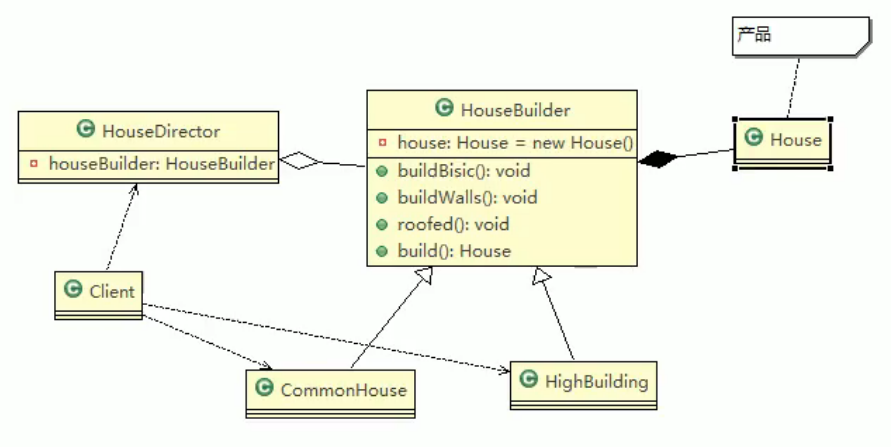 产品
HouseBuilder
house: House = new House()
buildBisic(): void
buildWalls(): void
roofed(): void
build(): House
HouseDirector
houseBuilder: HouseBuilder
House
Client
CommonHouse
HighBuilding